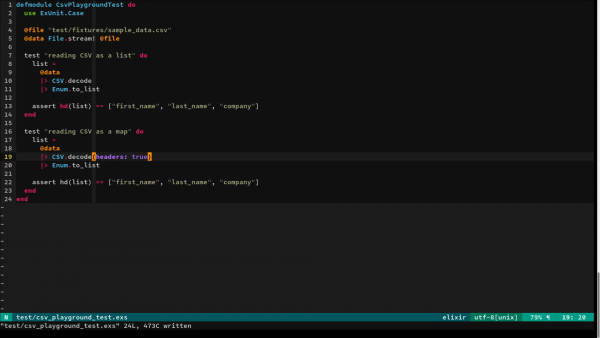 1 defmodule CsvPlaygroundTest do
2 use ExUnit.Case
3
4 @file "test/fixtures/sample_data.csv"
5 @data File.stream! @file
6
7 test "reading CSV as a list" do
8 list =
9 @data
10 |> CSV.decode
11 |> Enum.to_list
12
13 assert hd(list) == ["first_name", "last_name", "company"]
14 end
15
16 test "reading CSV as a map" do
17 list =
18 @data
19 |> CSV.decode(headers: true)
20 |> Enum.to_list
21
22 assert hd(list) == ["first_name", "last_name", "company"]
23 end
24 end
~
~
~
~
~
~
~
~
~
~
~
~
N test/csv_playground_test.exs elixir utf-8[unix] 79% ¶ 19: 20
"test/csv_playground_test.exs" 24L, 473C written